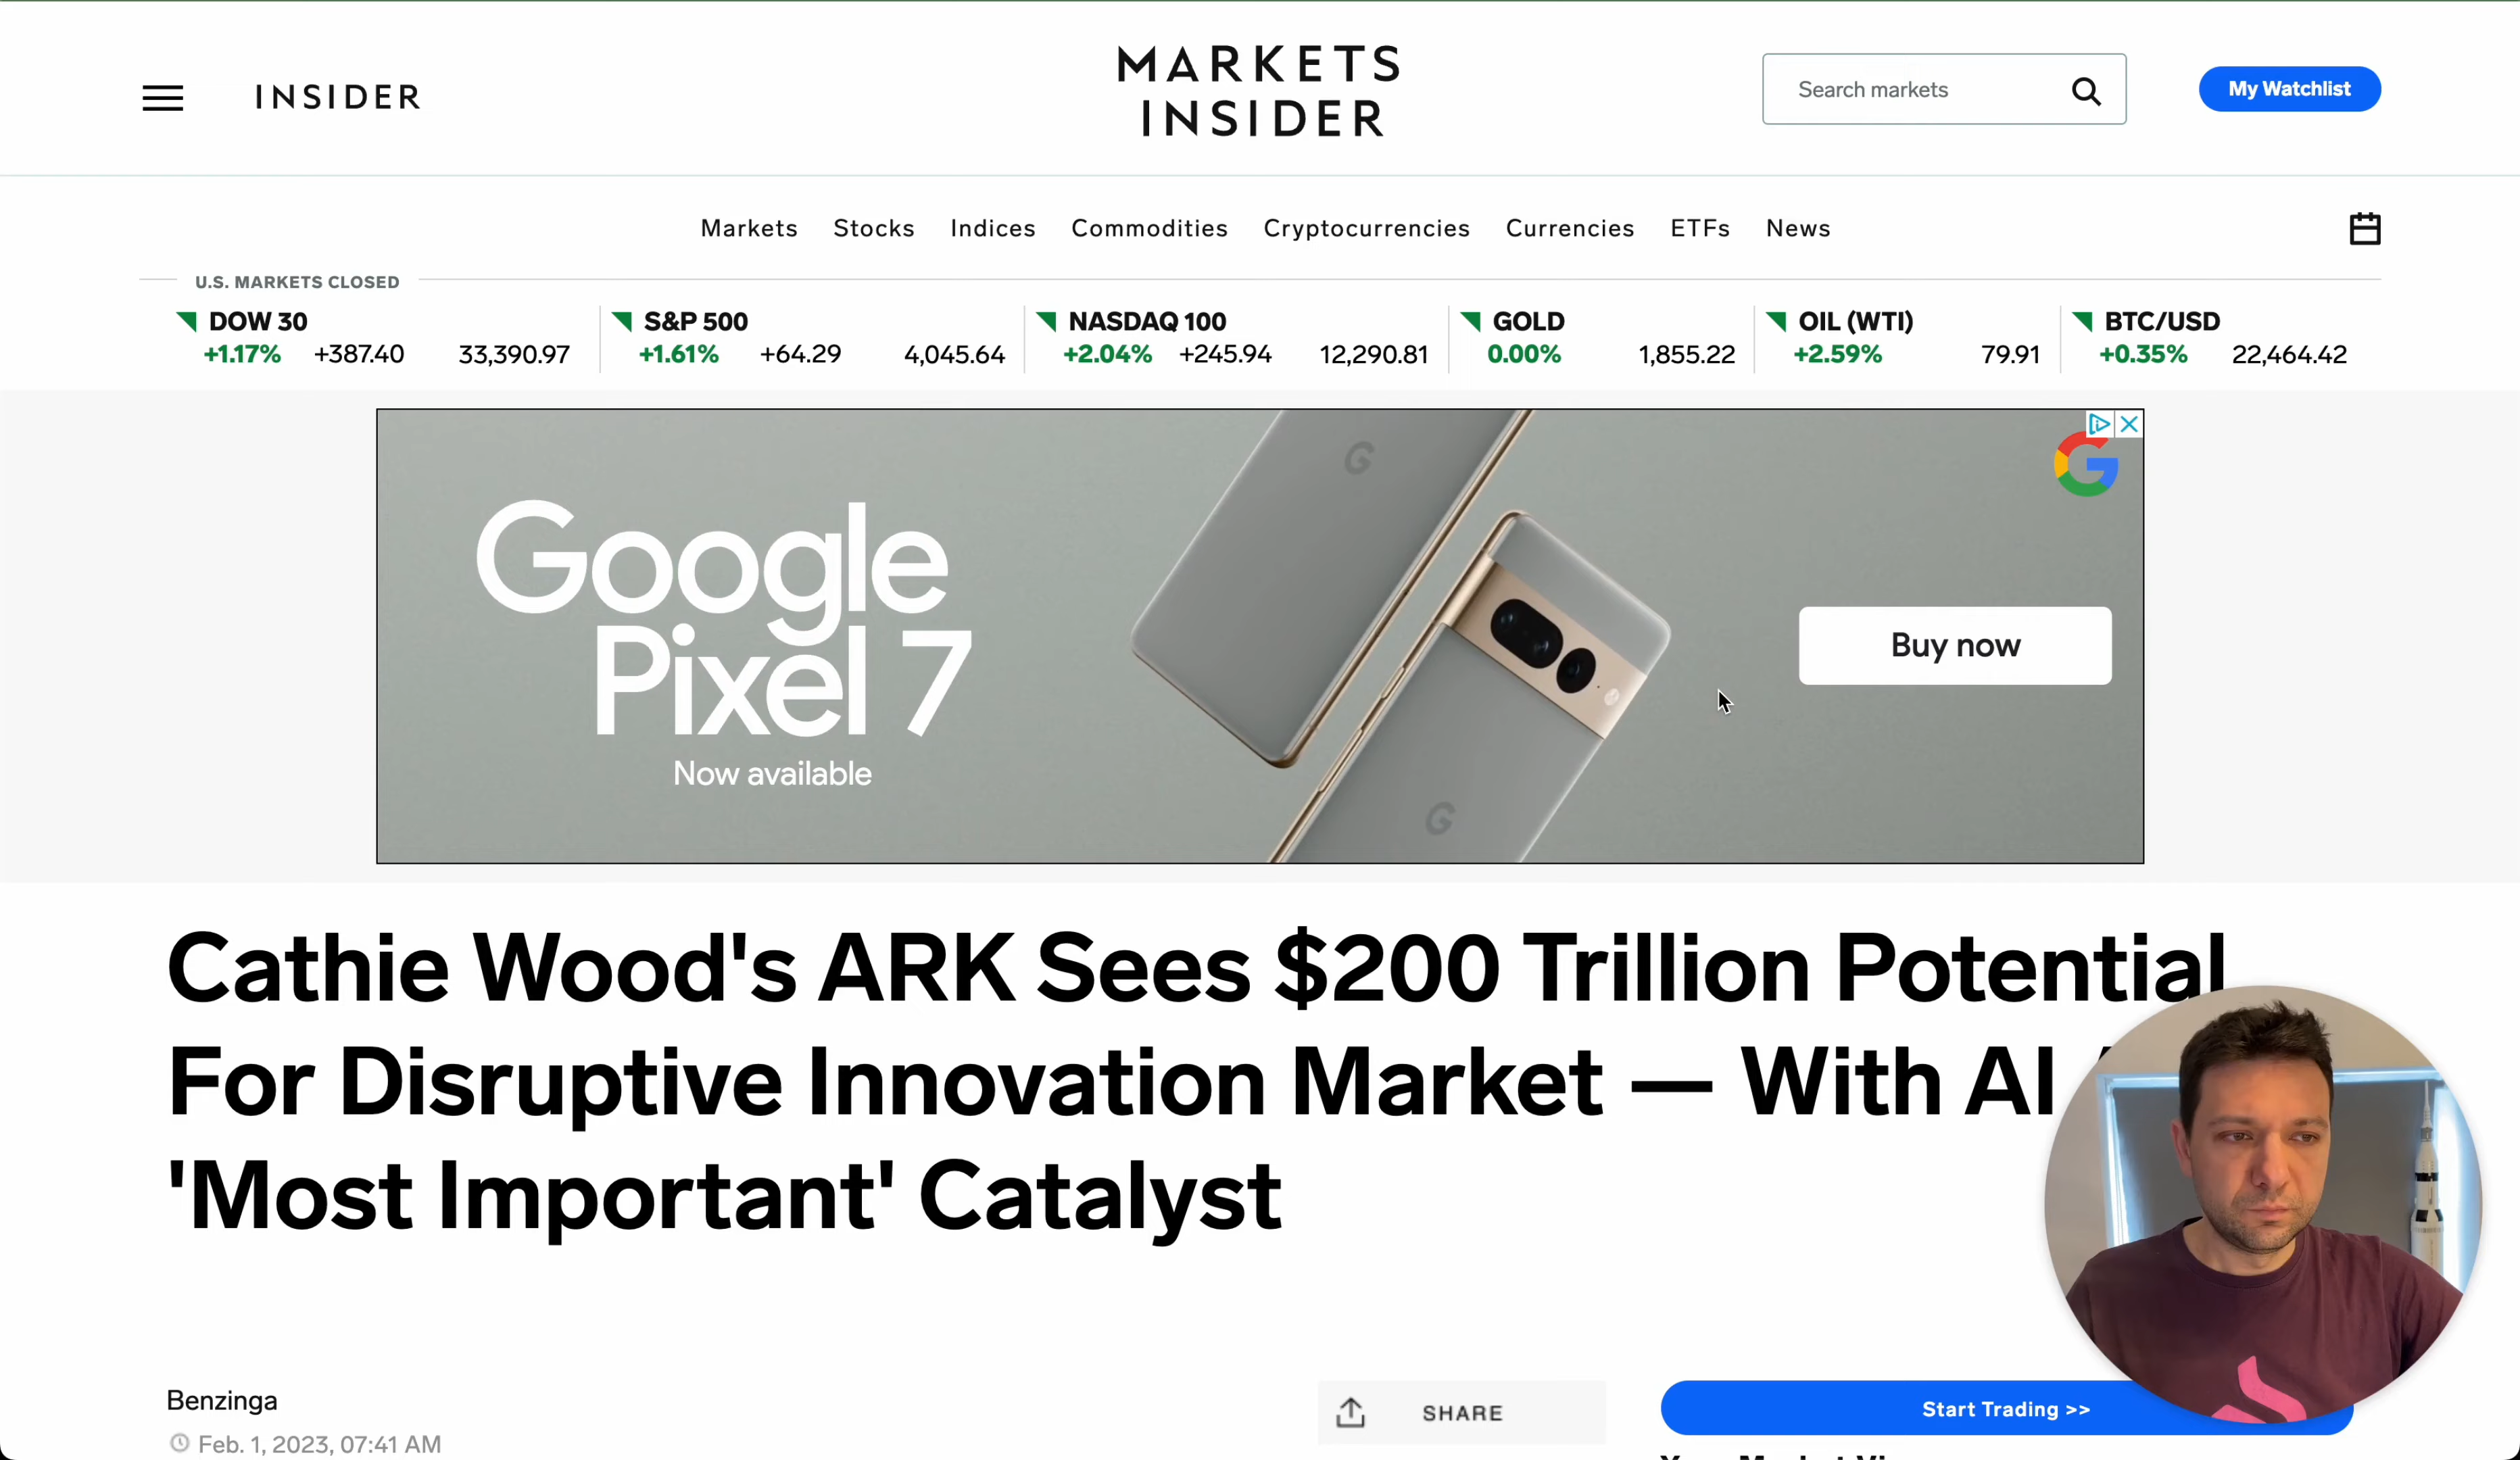 INSIDER
MARKETS
INSIDER
Search markets
My Watchlist
Markets Stocks Indices Commodities Cryptocurrencies Currencies ETFs News
U.S. MARKETS CLOSED
DOW 30 S&P 500 NASDAQ 100 GOLD OIL (WTI) BTC/USD
+1.17% +387.40 33,390.97 +1.61% +64.29 4,045.64 +2.04% +245.94 12,290.81 0.00% 1,855.22 +2.59% 79.91 +0.35% 22,464.42
Google
Pixel 7
Now available
Buy now
Cathie Wood's ARK Sees $200 Trillion Potential
For Disruptive Innovation Market — With AI
'Most Important' Catalyst
Benzinga
Feb. 1, 2023, 07:41 AM
SHARE
Start Trading >>